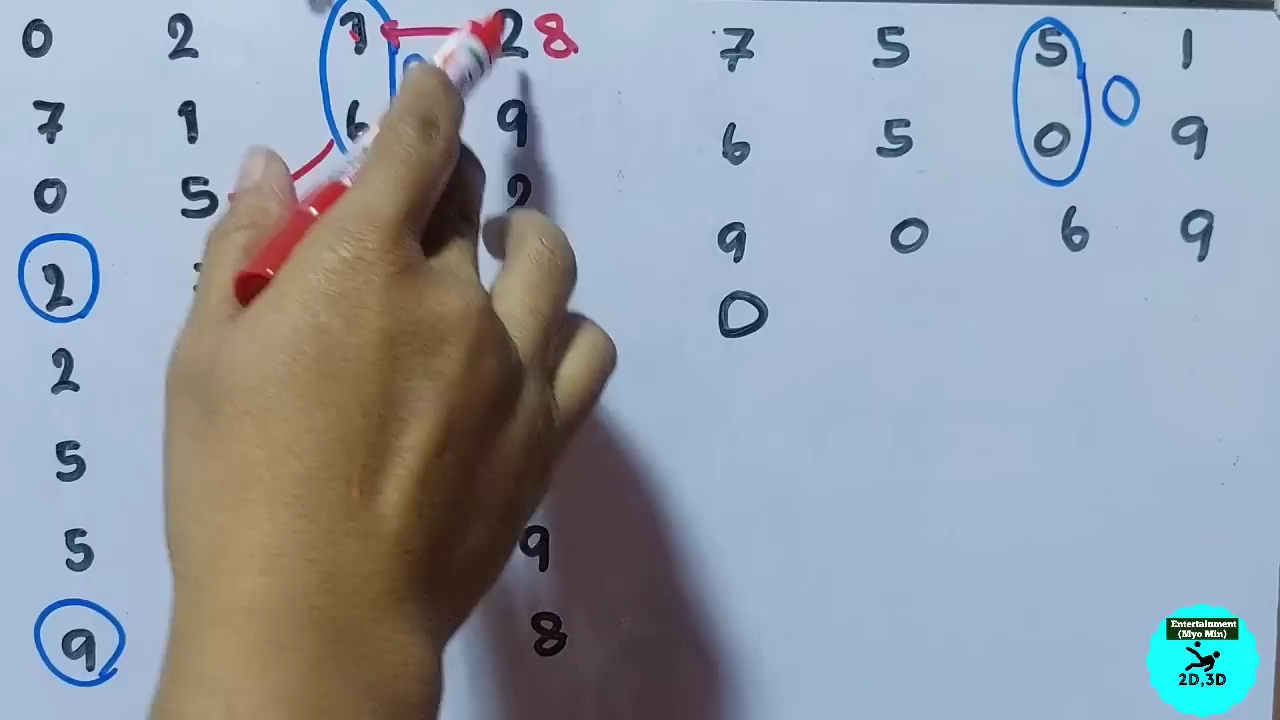 0 2 1 2 8 7 5 5 1
7 1 6 9 6 5 0 0 9
0 5 2 9 0 6 9
2 0
2
5
5 9
9 8
Entertainment
(Myo Min)
2D,3D